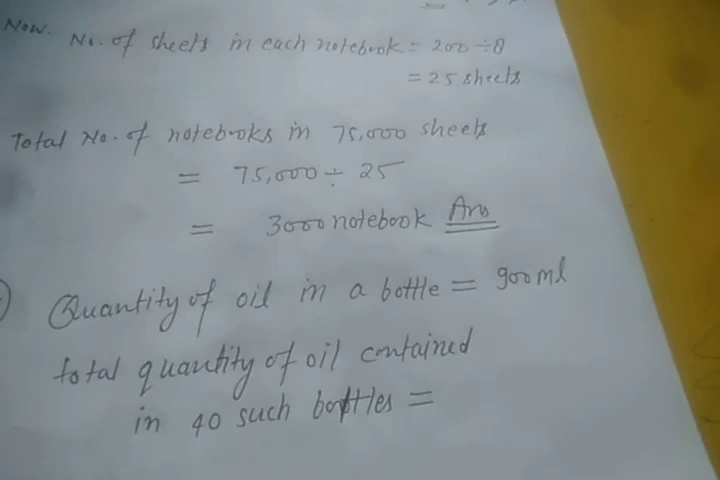 Now.
No. of sheets in each notebook = 200 ÷ 8
= 25 sheets
Total No. of notebooks in 75,000 sheets
= 75,000 ÷ 25
= 3000 notebook Ans
Quantity of oil in a bottle = 900ml
total quantity of oil contained
in 40 such bottles =